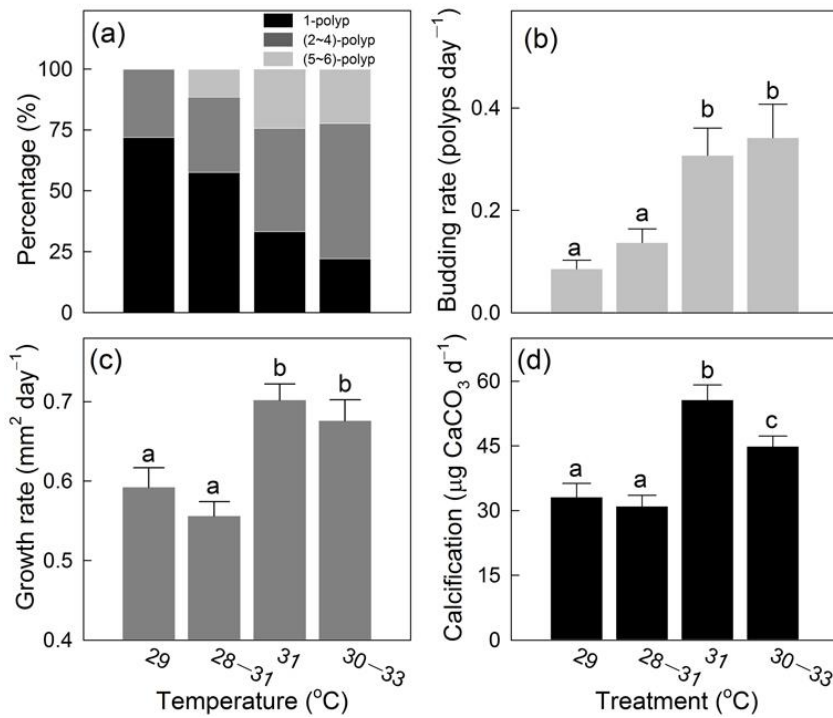 (a)
1-polyp
(2~4)-polyp
(5~6)-polyp
Percentage (%)
100
75
50
25
0
(b)
Budding rate (polyps day⁻¹)
0.4
0.2
0.0
a
a
b
b
(c)
Growth rate (mm² day⁻¹)
0.7
0.6
0.5
0.4
a
a
b
b
29
28–31
31
30–33
Temperature (°C)
(d)
Calcification (μg CaCO₃ d⁻¹)
60
45
30
15
0
a
a
b
c
29
28–31
31
30–33
Treatment (°C)